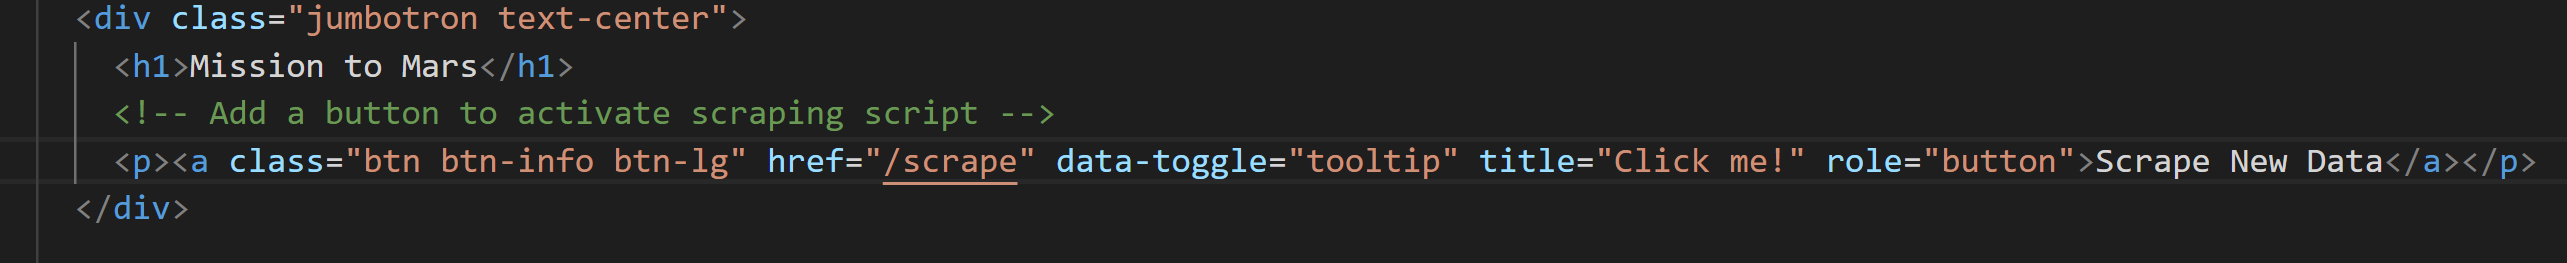 <div class="jumbotron text-center">
<h1>Mission to Mars</h1>
<!-- Add a button to activate scraping script -->
<p><a class="btn btn-info btn-lg" href="/scrape" data-toggle="tooltip" title="Click me!" role="button">Scrape New Data</a></p>
</div>